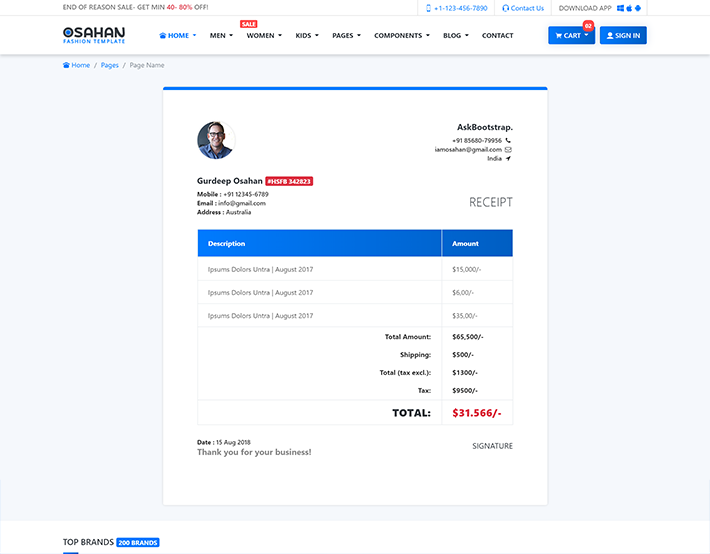 END OF REASON SALE- GET MIN 40- 80% OFF!
+1-123-456-7890 Contact Us DOWNLOAD APP
OSAHAN
FASHION TEMPLATE
SALE
HOME MEN WOMEN KIDS PAGES COMPONENTS BLOG CONTACT CART 02 SIGN IN
Home / Pages / Page Name
AskBootstrap.
+91 85680-79956
iamosahan@gmail.com
India
Gurdeep Osahan #HSFB 342823
Mobile : +91 12345-6789
Email : info@gmail.com
Address : Australia
RECEIPT
Description Amount
Ipsums Dolors Untra | August 2017 $15,000/-
Ipsums Dolors Untra | August 2017 $6,00/-
Ipsums Dolors Untra | August 2017 $35,00/-
Total Amount: $65,500/-
Shipping: $500/-
Total (tax excl.): $1300/-
Tax: $9500/-
TOTAL: $31.566/-
Date : 15 Aug 2018
Thank you for your business!
SIGNATURE
TOP BRANDS 200 BRANDS